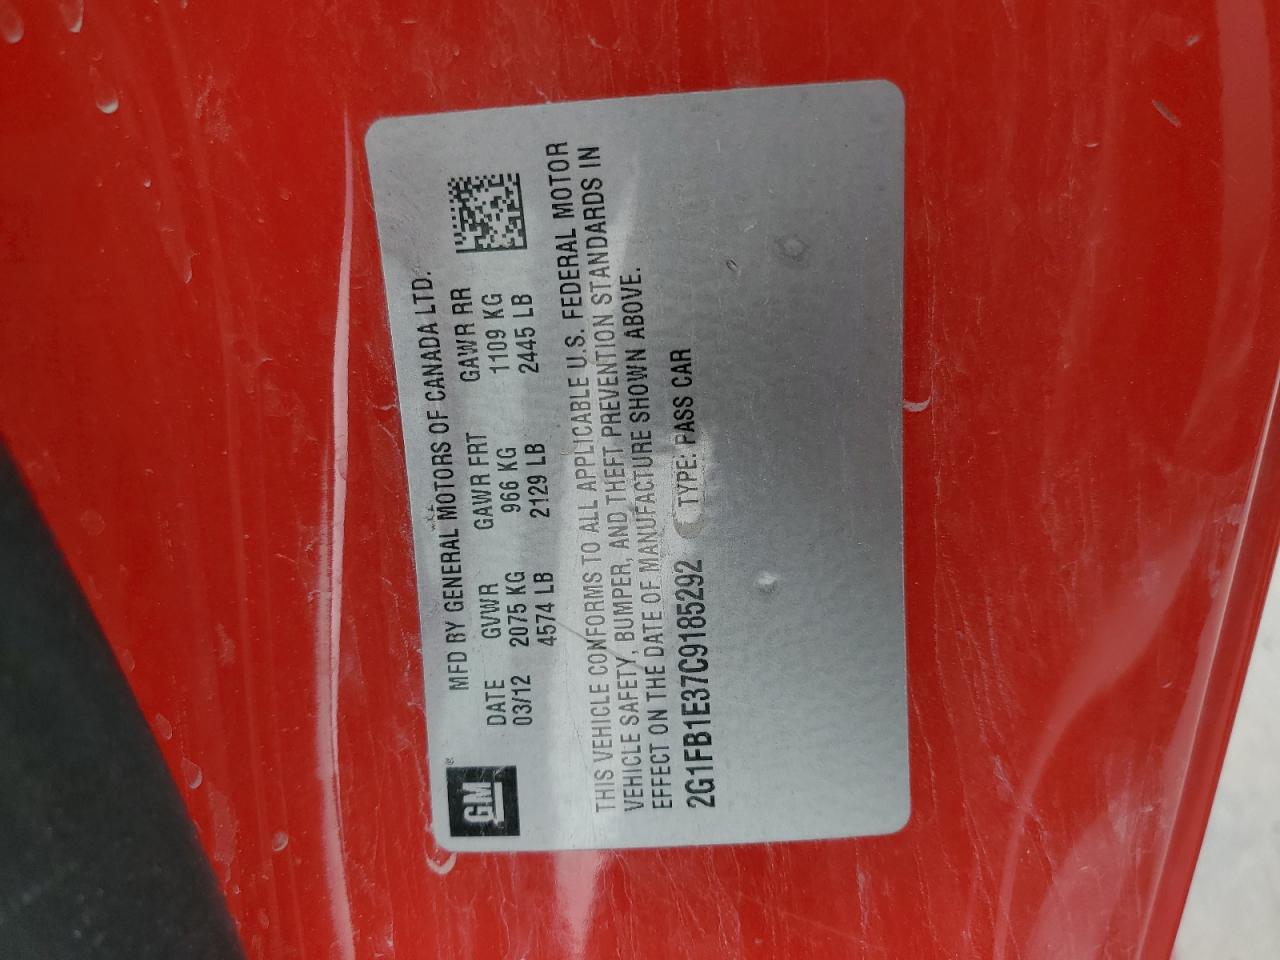 GM
MFD BY GENERAL MOTORS OF CANADA LTD.
DATE GVWR GAWR FRT GAWR RR
03/12 2075 KG 966 KG 1109 KG
4574 LB 2129 LB 2445 LB
THIS VEHICLE CONFORMS TO ALL APPLICABLE U.S. FEDERAL MOTOR
VEHICLE SAFETY, BUMPER, AND THEFT PREVENTION STANDARDS IN
EFFECT ON THE DATE OF MANUFACTURE SHOWN ABOVE.
2G1FB1E37C9185292 TYPE: PASS CAR